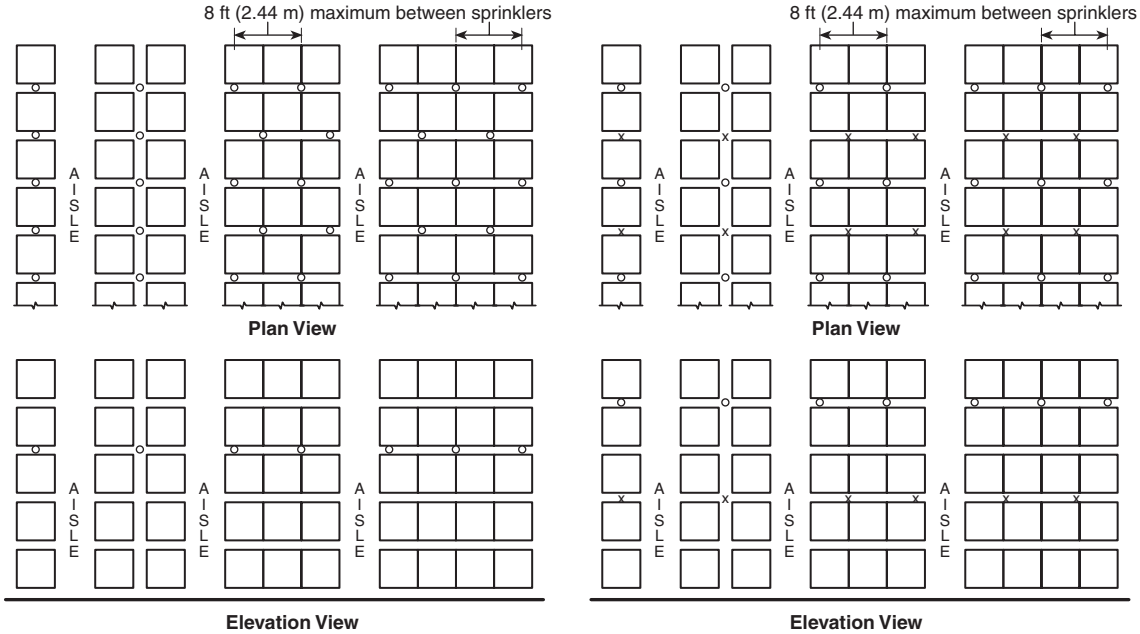 8 ft (2.44 m) maximum between sprinklers
8 ft (2.44 m) maximum between sprinklers
AISLE
AISLE
AISLE
AISLE
AISLE
AISLE
x x x x x x
x x x x x x
Plan View
Plan View
AISLE
AISLE
AISLE
AISLE
AISLE
AISLE
x x x x x x
Elevation View
Elevation View